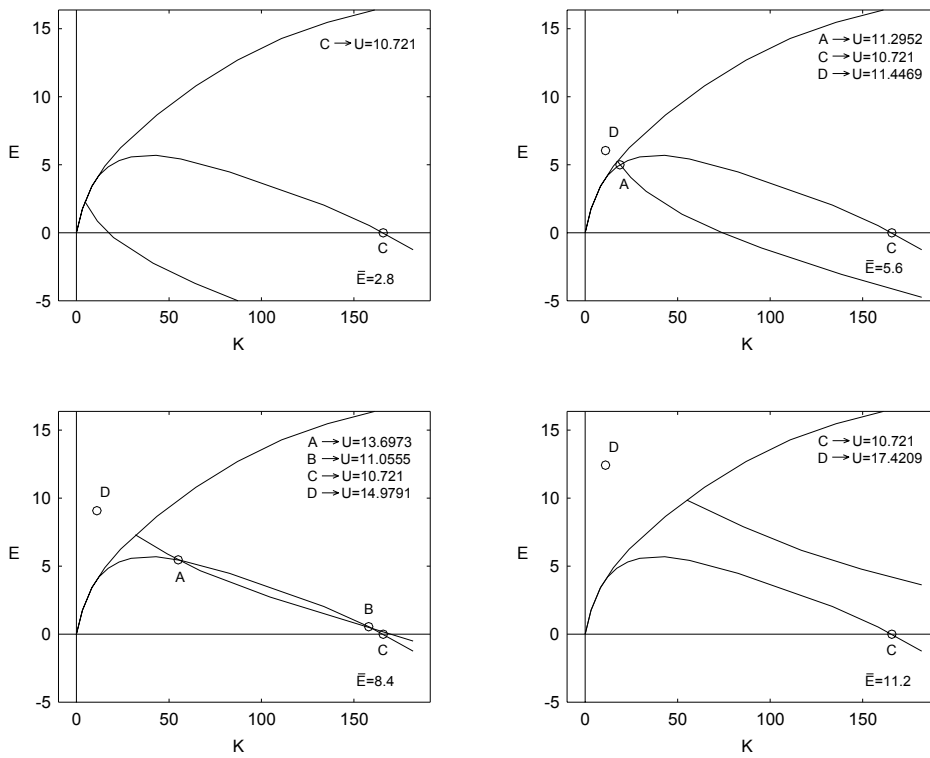 15
10
5
0
-5
E
C → U=10.721
C
Ē=2.8
0
50
100
150
K
15
10
5
0
-5
E
A → U=11.2952
C → U=10.721
D → U=11.4469
D
A
C
Ē=5.6
0
50
100
150
K
15
10
5
0
-5
E
A → U=13.6973
B → U=11.0555
C → U=10.721
D → U=14.9791
D
A
B
C
Ē=8.4
0
50
100
150
K
15
10
5
0
-5
E
C → U=10.721
D → U=17.4209
D
C
Ē=11.2
0
50
100
150
K